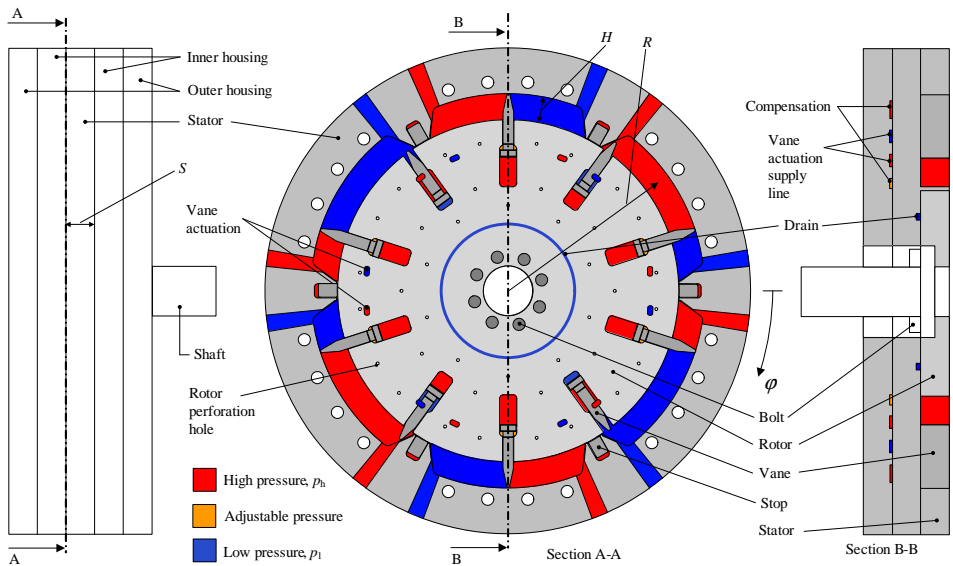 A
Inner housing
Outer housing
Stator
S
Vane
actuation
Shaft
Rotor
perforation
hole
A
High pressure, pₕ
Adjustable pressure
Low pressure, p₁
B
H
R
B
Section A-A
Compensation
Vane
actuation
supply
line
Drain
φ
Bolt
Rotor
Vane
Stop
Stator
Section B-B